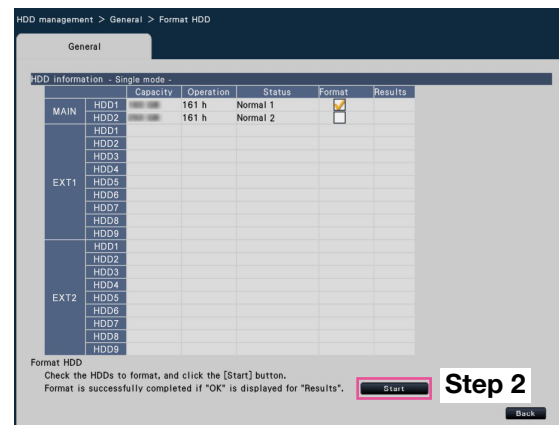 HDD management > General > Format HDD
General
HDD information - Single mode -
Capacity Operation Status Format Results
MAIN HDD1 161 h Normal 1
HDD2 161 h Normal 2
EXT1 HDD1
HDD2
HDD3
HDD4
HDD5
HDD6
HDD7
HDD8
HDD9
EXT2 HDD1
HDD2
HDD3
HDD4
HDD5
HDD6
HDD7
HDD8
HDD9
Format HDD
Check the HDDs to format, and click the [Start] button.
Format is successfully completed if "OK" is displayed for "Results". Start Step 2
Back